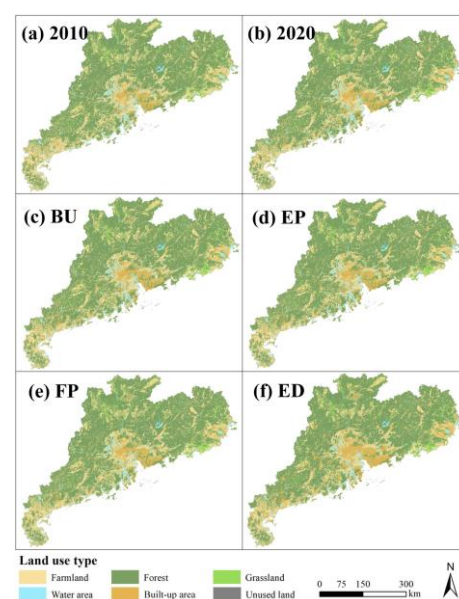 (a) 2010
(b) 2020
(c) BU
(d) EP
(e) FP
(f) ED
Land use type
Farmland
Forest
Grassland
Water area
Built-up area
Unused land
0 75 150 300
km
N